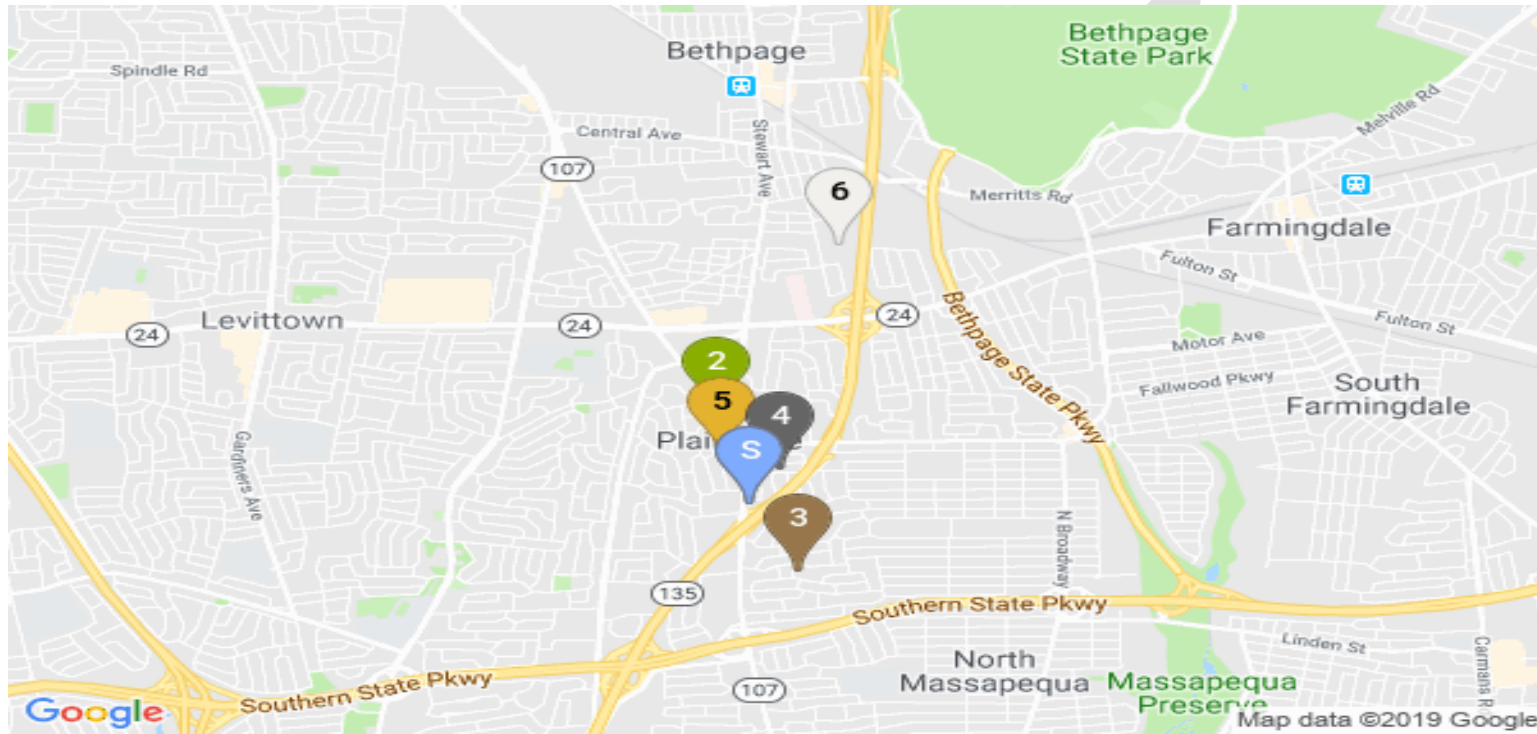 Bethpage
Bethpage
State Park
Spindle Rd
Melville Rd
Central Ave
Stewart Ave
107
6
Merritts Rd
Farmingdale
Fulton St
Bethpage State Pkwy
24
Levittown
24
24
Fulton St
Motor Ave
2
Fallwood Pkwy
South
Farmingdale
5
4
Plai
e
S
Gardiners Ave
3
N Broadway
135
Southern State Pkwy
Linden St
North
Massapequa
Carmans R
Southern State Pkwy
107
Massapequa
Preserve
Google
Map data ©2019 Google